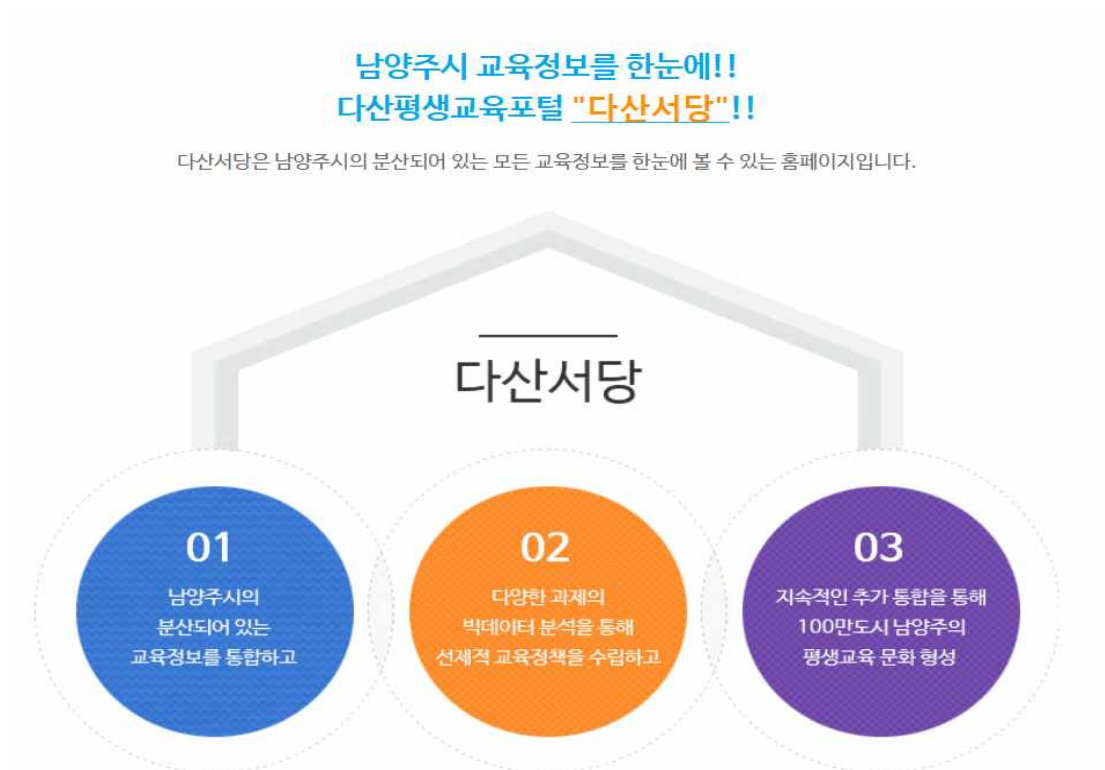 남양주시 교육정보를 한눈에!!
다산평생교육포털 "다산서당"!!
다산서당은 남양주시의 분산되어 있는 모든 교육정보를 한눈에 볼 수 있는 홈페이지입니다.
다산서당
01
남양주시의
분산되어 있는
교육정보를 통합하고
02
다양한 과제의
빅데이터 분석을 통해
선제적 교육정책을 수립하고
03
지속적인 추가 통합을 통해
100만도시 남양주의
평생교육 문화 형성